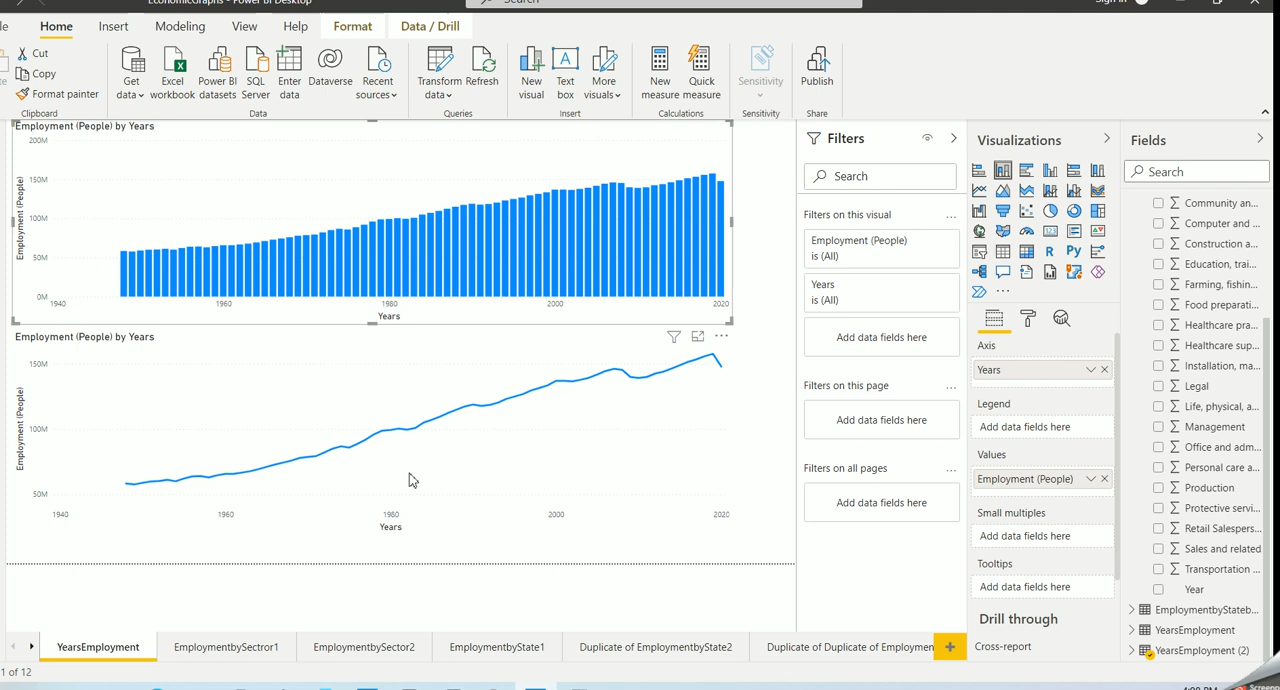 EconomicGraphs - Power BI Desktop
Search
Sign in
Home
Insert
Modeling
View
Help
Format
Data / Drill
Cut
Copy
Format painter
Clipboard
Get data
Excel workbook
Power BI datasets
SQL Server
Enter data
Dataverse
Recent sources
Data
Transform data
Refresh
Queries
New visual
Text box
More visuals
Insert
New measure
Quick measure
Calculations
Sensitivity
Sensitivity
Publish
Share
Employment (People) by Years
200M
150M
100M
50M
0M
Employment (People)
1940
1960
1980
2000
2020
Years
Employment (People) by Years
150M
100M
50M
Employment (People)
1940
1960
1980
2000
2020
Years
Filters
Search
Filters on this visual
...
Employment (People)
is (All)
Years
is (All)
Add data fields here
Filters on this page
...
Add data fields here
Filters on all pages
...
Add data fields here
Visualizations
123
R
Py
...
Axis
Years
Legend
Add data fields here
Values
Employment (People)
Small multiples
Add data fields here
Tooltips
Add data fields here
Drill through
Cross-report
Fields
Search
Community an...
Computer and ...
Construction a...
Education, trai...
Farming, fishin...
Food preparati...
Healthcare pra...
Healthcare sup...
Installation, ma...
Legal
Life, physical, a...
Management
Office and adm...
Personal care a...
Production
Protective servi...
Retail Salespers...
Sales and related
Transportation ...
Year
EmploymentbyStateb...
YearsEmployment
YearsEmployment (2)
YearsEmployment
EmploymentbySectror1
EmploymentbySector2
EmploymentbyState1
Duplicate of EmploymentbyState2
Duplicate of Duplicate of Employmen
1 of 12